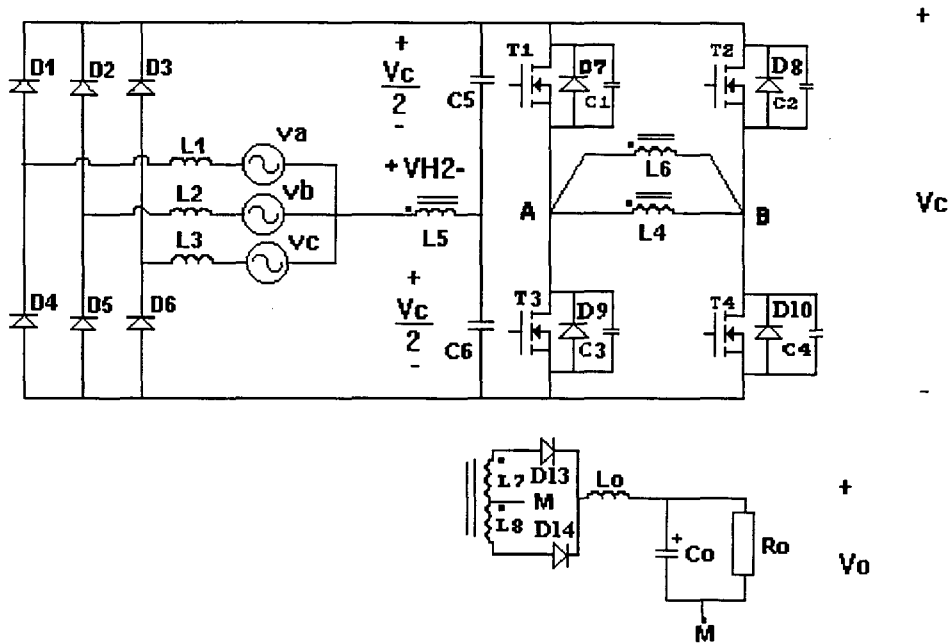 +
D1
D2
D3
+
Vc
2
-
C5
T1
D7
C1
T2
D8
C2
L1
va
L2
vb
L3
vc
+VH2-
L5
L6
A
L4
B
Vc
D4
D5
D6
+
Vc
2
-
C6
T3
D9
C3
T4
D10
C4
-
L7
D13
M
L8
D14
Lo
+
Co
Ro
+
Vo
M